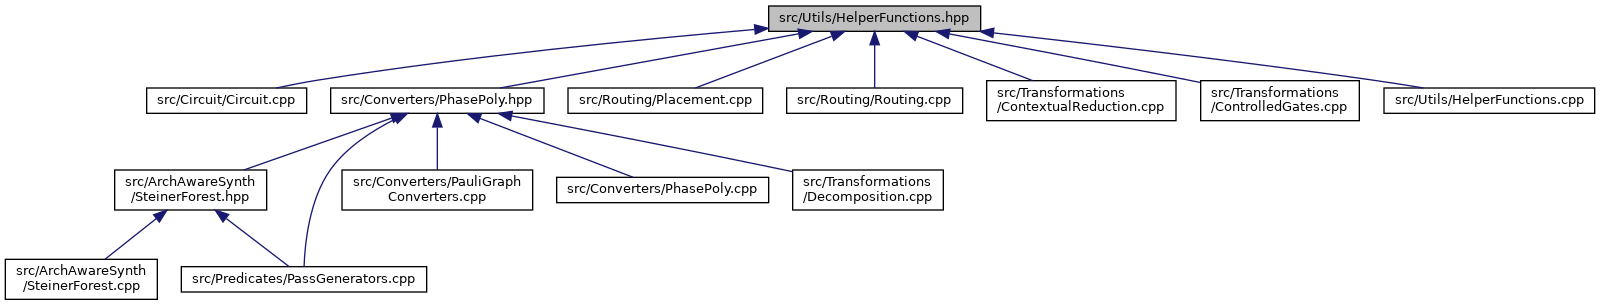 src/Utils/HelperFunctions.hpp
src/Circuit/Circuit.cpp
src/Converters/PhasePoly.hpp
src/Routing/Placement.cpp
src/Routing/Routing.cpp
src/Transformations
/ContextualReduction.cpp
src/Transformations
/ControlledGates.cpp
src/Utils/HelperFunctions.cpp
src/ArchAwareSynth
/SteinerForest.hpp
src/Converters/PauliGraph
Converters.cpp
src/Converters/PhasePoly.cpp
src/Transformations
/Decomposition.cpp
src/ArchAwareSynth
/SteinerForest.cpp
src/Predicates/PassGenerators.cpp